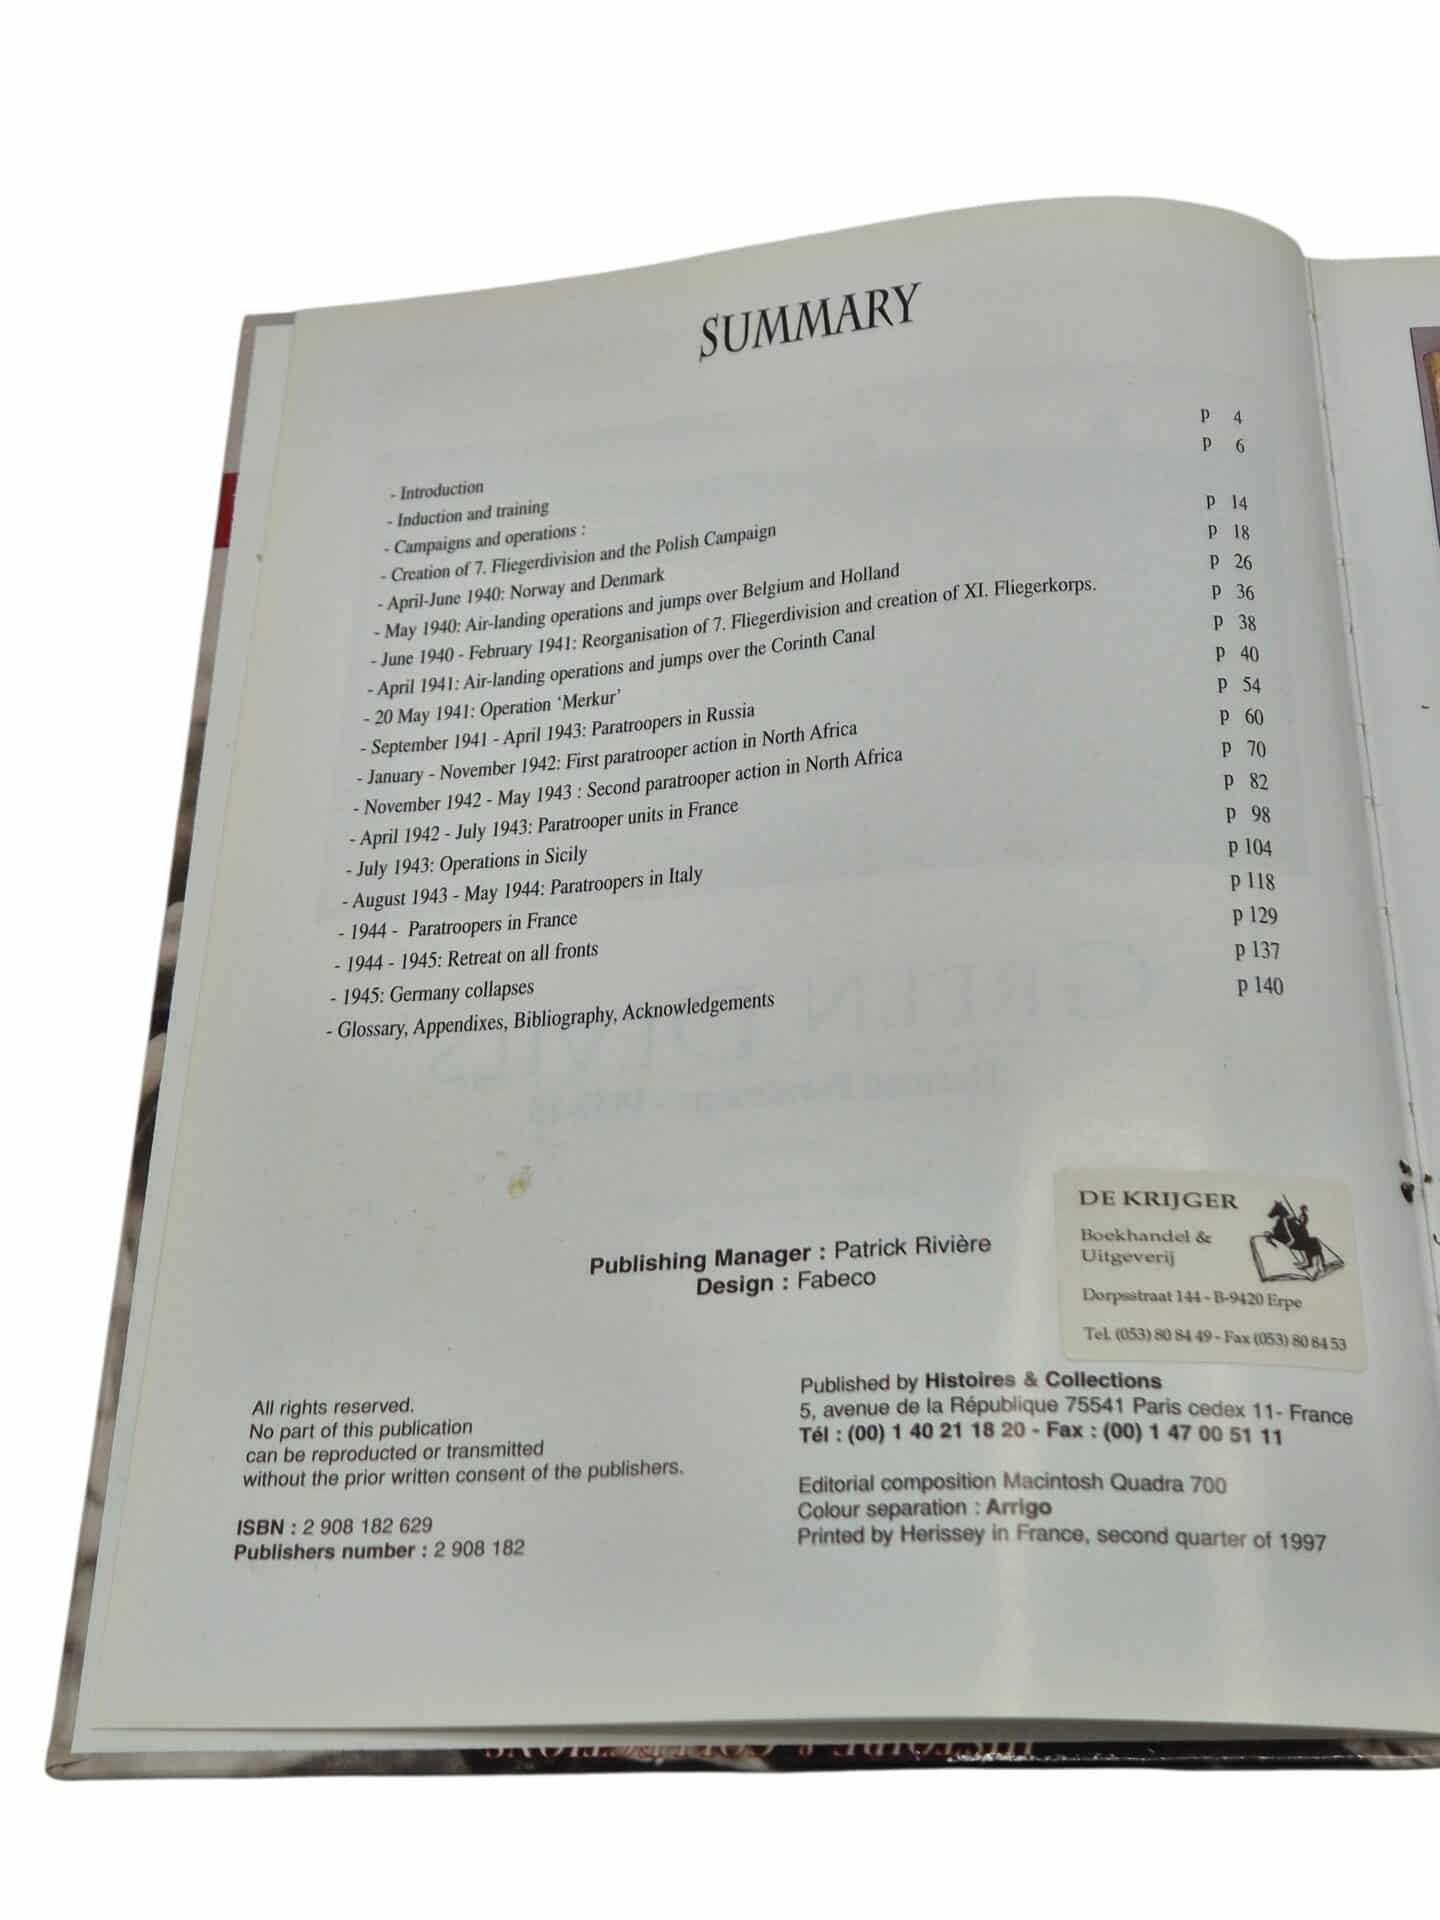 SUMMARY
- Introduction p 4
- Induction and training p 6
- Campaigns and operations :
- Creation of 7. Fliegerdivision and the Polish Campaign p 14
- April-June 1940: Norway and Denmark p 18
- May 1940: Air-landing operations and jumps over Belgium and Holland p 26
- June 1940 - February 1941: Reorganisation of 7. Fliegerdivision and creation of XI. Fliegerkorps. p 36
- April 1941: Air-landing operations and jumps over the Corinth Canal p 38
- 20 May 1941: Operation ‘Merkur’ p 40
- September 1941 - April 1943: Paratroopers in Russia p 54
- January - November 1942: First paratrooper action in North Africa p 60
- November 1942 - May 1943 : Second paratrooper action in North Africa p 70
- April 1942 - July 1943: Paratrooper units in France p 82
- July 1943: Operations in Sicily p 98
- August 1943 - May 1944: Paratroopers in Italy p 104
- 1944 - Paratroopers in France p 118
- 1944 - 1945: Retreat on all fronts p 129
- 1945: Germany collapses p 137
- Glossary, Appendixes, Bibliography, Acknowledgements p 140
DE KRIJGER
Boekhandel &
Uitgeverij
Dorpsstraat 144 - B-9420 Erpe
Tel. (053) 80 84 49 - Fax (053) 80 84 53
Publishing Manager : Patrick Rivière
Design : Fabeco
All rights reserved.
No part of this publication
can be reproduced or transmitted
without the prior written consent of the publishers.
ISBN : 2 908 182 629
Publishers number : 2 908 182
Published by Histoires & Collections
5, avenue de la République 75541 Paris cedex 11- France
Tél : (00) 1 40 21 18 20 - Fax : (00) 1 47 00 51 11
Editorial composition Macintosh Quadra 700
Colour separation : Arrigo
Printed by Herissey in France, second quarter of 1997